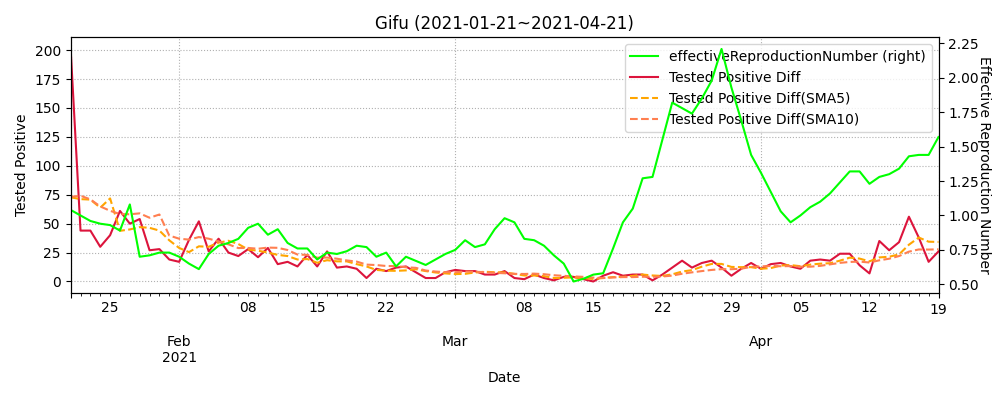 Gifu (2021-01-21~2021-04-21)
effectiveReproductionNumber (right)
Tested Positive Diff
Tested Positive Diff(SMA5)
Tested Positive Diff(SMA10)
Tested Positive
200
175
150
125
100
75
50
25
0
2.25
2.00
1.75
1.50
1.25
1.00
0.75
0.50
Effective Reproduction Number
25 08 15 22 08 15 22 29 05 12 19
Feb Mar Apr
2021
Date